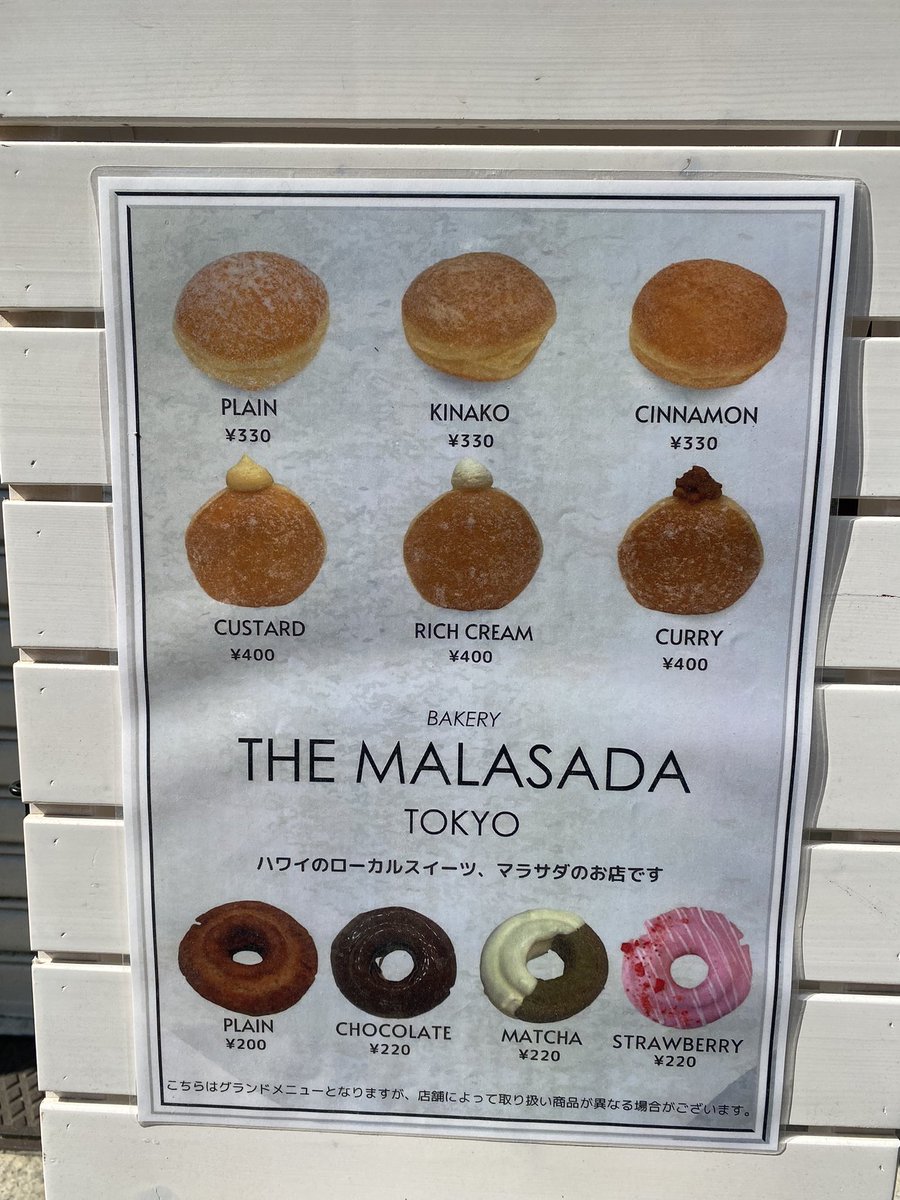 PLAIN
¥330
KINAKO
¥330
CINNAMON
¥330
CUSTARD
¥400
RICH CREAM
¥400
CURRY
¥400
BAKERY
THE MALASADA
TOKYO
ハワイのローカルスイーツ、マラサダのお店です
PLAIN
¥200
CHOCOLATE
¥220
MATCHA
¥220
STRAWBERRY
¥220
こちらはグランドメニューとなりますが、店舗によって取り扱い商品が異なる場合がございます。